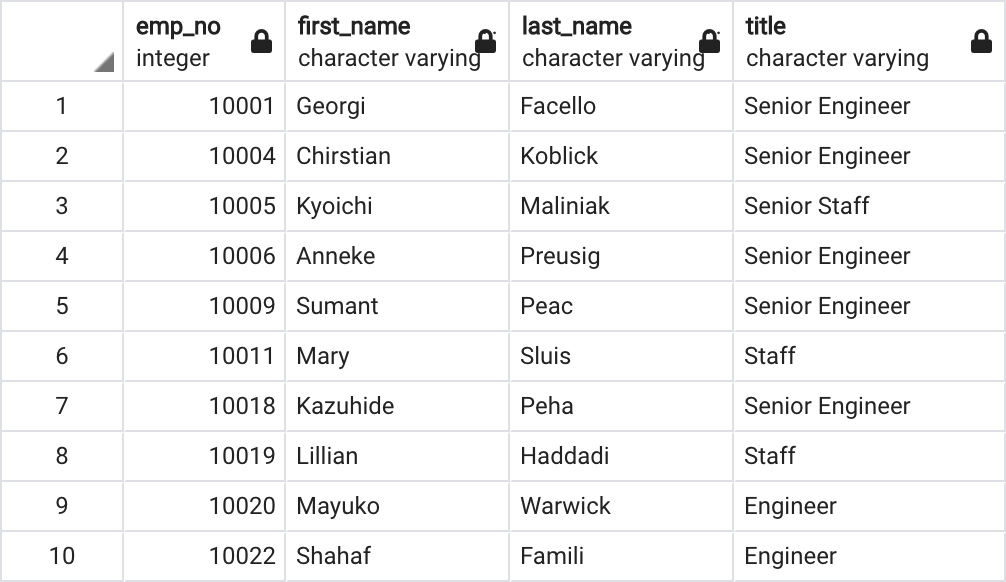 emp_no first_name last_name title
integer character varying character varying character varying
1 10001 Georgi Facello Senior Engineer
2 10004 Chirstian Koblick Senior Engineer
3 10005 Kyoichi Maliniak Senior Staff
4 10006 Anneke Preusig Senior Engineer
5 10009 Sumant Peac Senior Engineer
6 10011 Mary Sluis Staff
7 10018 Kazuhide Peha Senior Engineer
8 10019 Lillian Haddadi Staff
9 10020 Mayuko Warwick Engineer
10 10022 Shahaf Famili Engineer